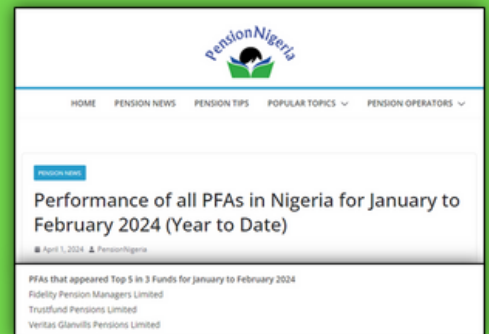 PensionNigeria
HOME PENSION NEWS PENSION TIPS POPULAR TOPICS PENSION OPERATORS
PENSION NEWS
Performance of all PFAs in Nigeria for January to
February 2024 (Year to Date)
April 1, 2024 PensionNigeria
PFAs that appeared Top 5 in 3 Funds for January to February 2024
Fidelity Pension Managers Limited
Trustfund Pensions Limited
Veritas Glanvills Pensions Limited